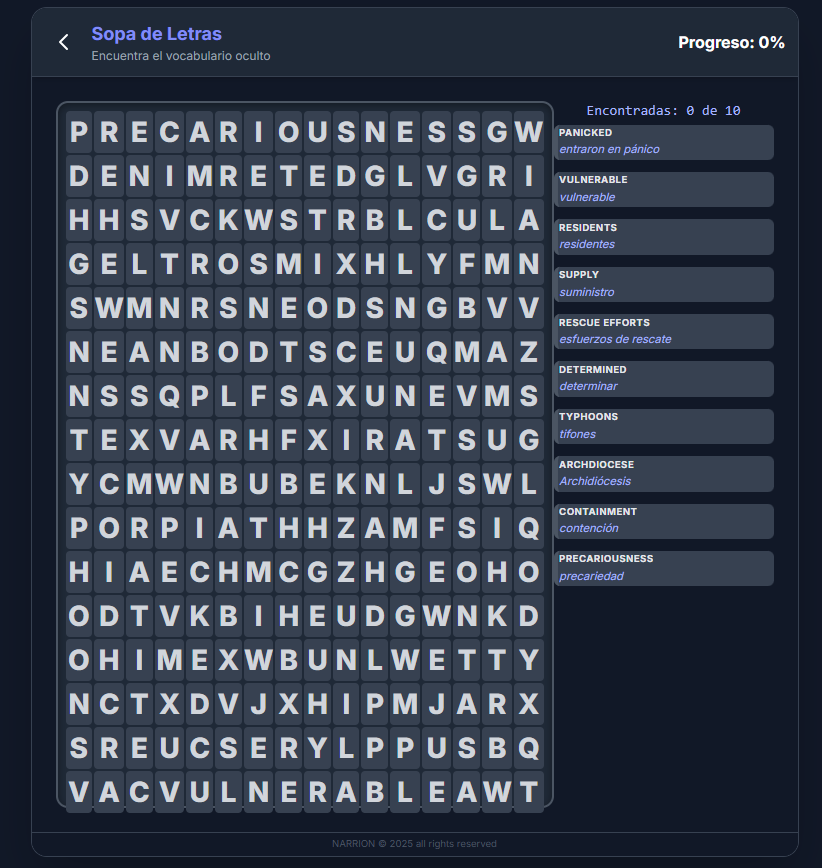 Sopa de Letras
Encuentra el vocabulario oculto
Progreso: 0%
P R E C A R I O U S N E S S G W
D E N I M R E T E D G L V G R I
H H S V C K W S T R B L C U L A
G E L T R O S M I X H L Y F M N
S W M N R S N E O D S N G B V V
N E A N B O D T S C E U Q M A Z
N S S Q P L F S A X U N E V M S
T E X V A R H F X I R A T S U G
Y C M W N B U B E K N L J S W L
P O R P I A T H H Z A M F S I Q
H I A E C H M C G Z H G E O H O
O D T V K B I H E U D G W N K D
O H I M E X W B U N L W E T T Y
N C T X D V J X H I P M J A R X
S R E U C S E R Y L P P U S B Q
V A C V U L N E R A B L E A W T
Encontradas: 0 de 10
PANICKED
entraron en pánico
VULNERABLE
vulnerable
RESIDENTS
residentes
SUPPLY
suministro
RESCUE EFFORTS
esfuerzos de rescate
DETERMINED
determinar
TYPHOONS
tifones
ARCHDIOCESE
Archidiócesis
CONTAINMENT
contención
PRECARIOUSNESS
precariedad
NARRION © 2025 all rights reserved